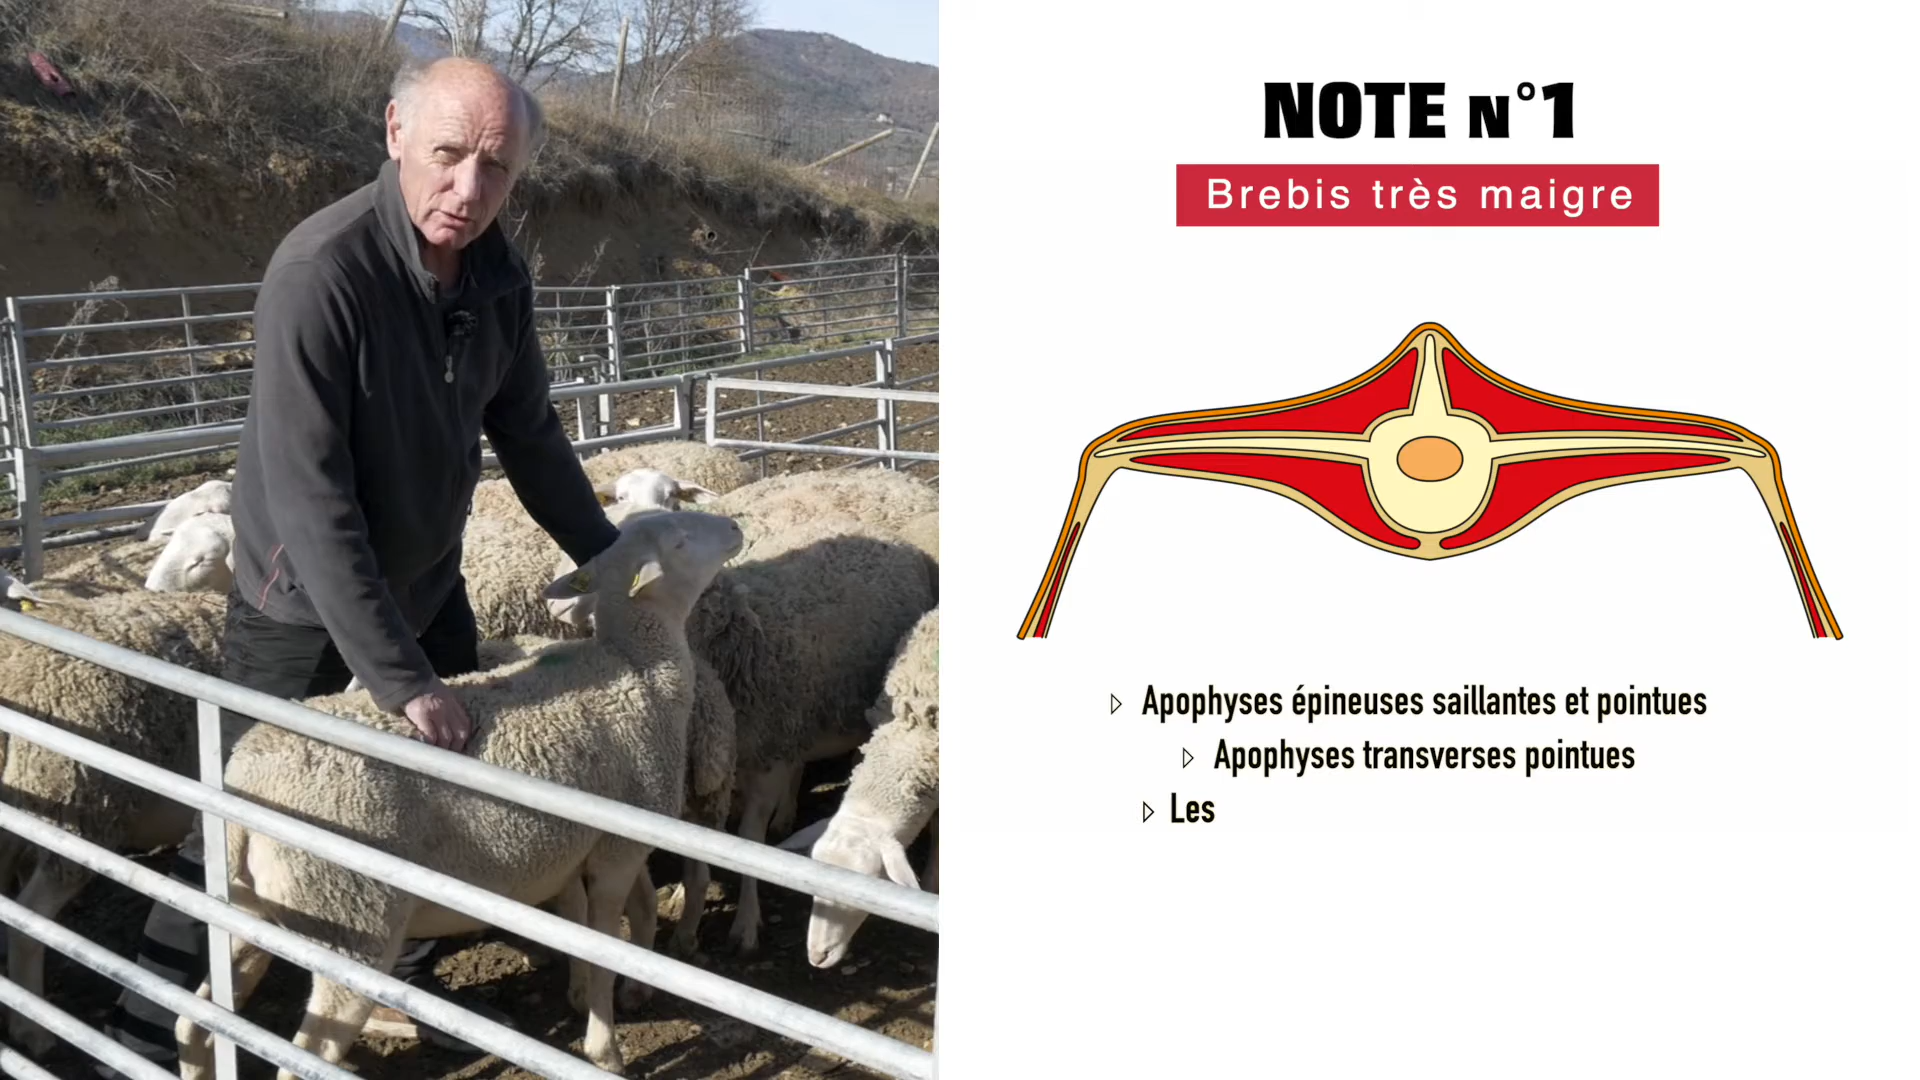 NOTE N°1
Brebis très maigre
▷ Apophyses épineuses saillantes et pointues
▷ Apophyses transverses pointues
▷ Les